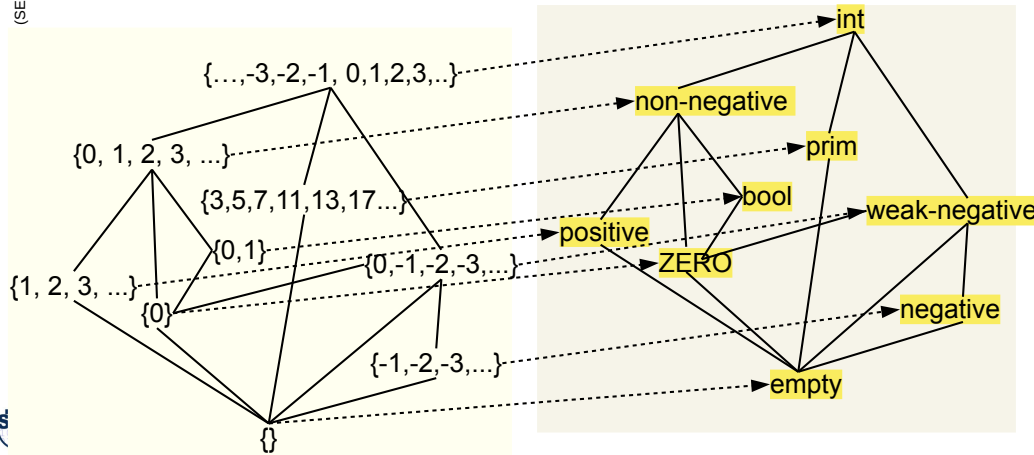 (SE
{…,-3,-2,-1, 0,1,2,3,..}
{0, 1, 2, 3, ...}
{3,5,7,11,13,17...}
{0,1}
{0,-1,-2,-3,...}
{1, 2, 3, ...}
{0}
{-1,-2,-3,...}
{}
int
non-negative
prim
bool
weak-negative
positive
ZERO
negative
empty